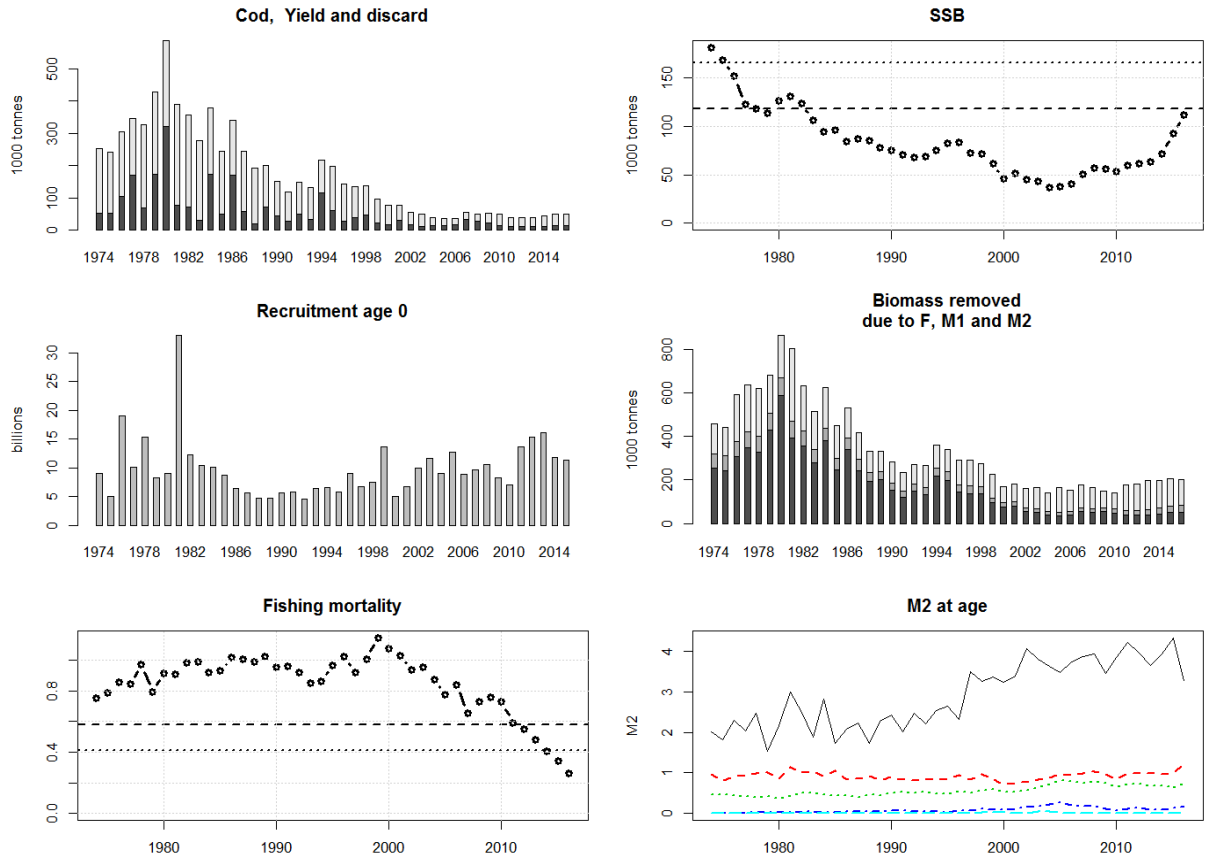 Cod,  Yield and discard
1000 tonnes
500
300
100
0
1974 1978 1982 1986 1990 1994 1998 2002 2006 2010 2014
SSB
1000 tonnes
150
100
50
0
1980 1990 2000 2010
Recruitment age 0
billions
30
25
20
15
10
5
0
1974 1978 1982 1986 1990 1994 1999 2002 2006 2010 2014
Biomass removed
due to F, M1 and M2
1000 tonnes
800
600
400
200
0
1974 1978 1982 1986 1990 1994 1998 2002 2006 2010 2014
Fishing mortality
0.8
0.4
0.0
1980 1990 2000 2010
M2 at age
M2
4
3
2
1
0
1980 1990 2000 2010